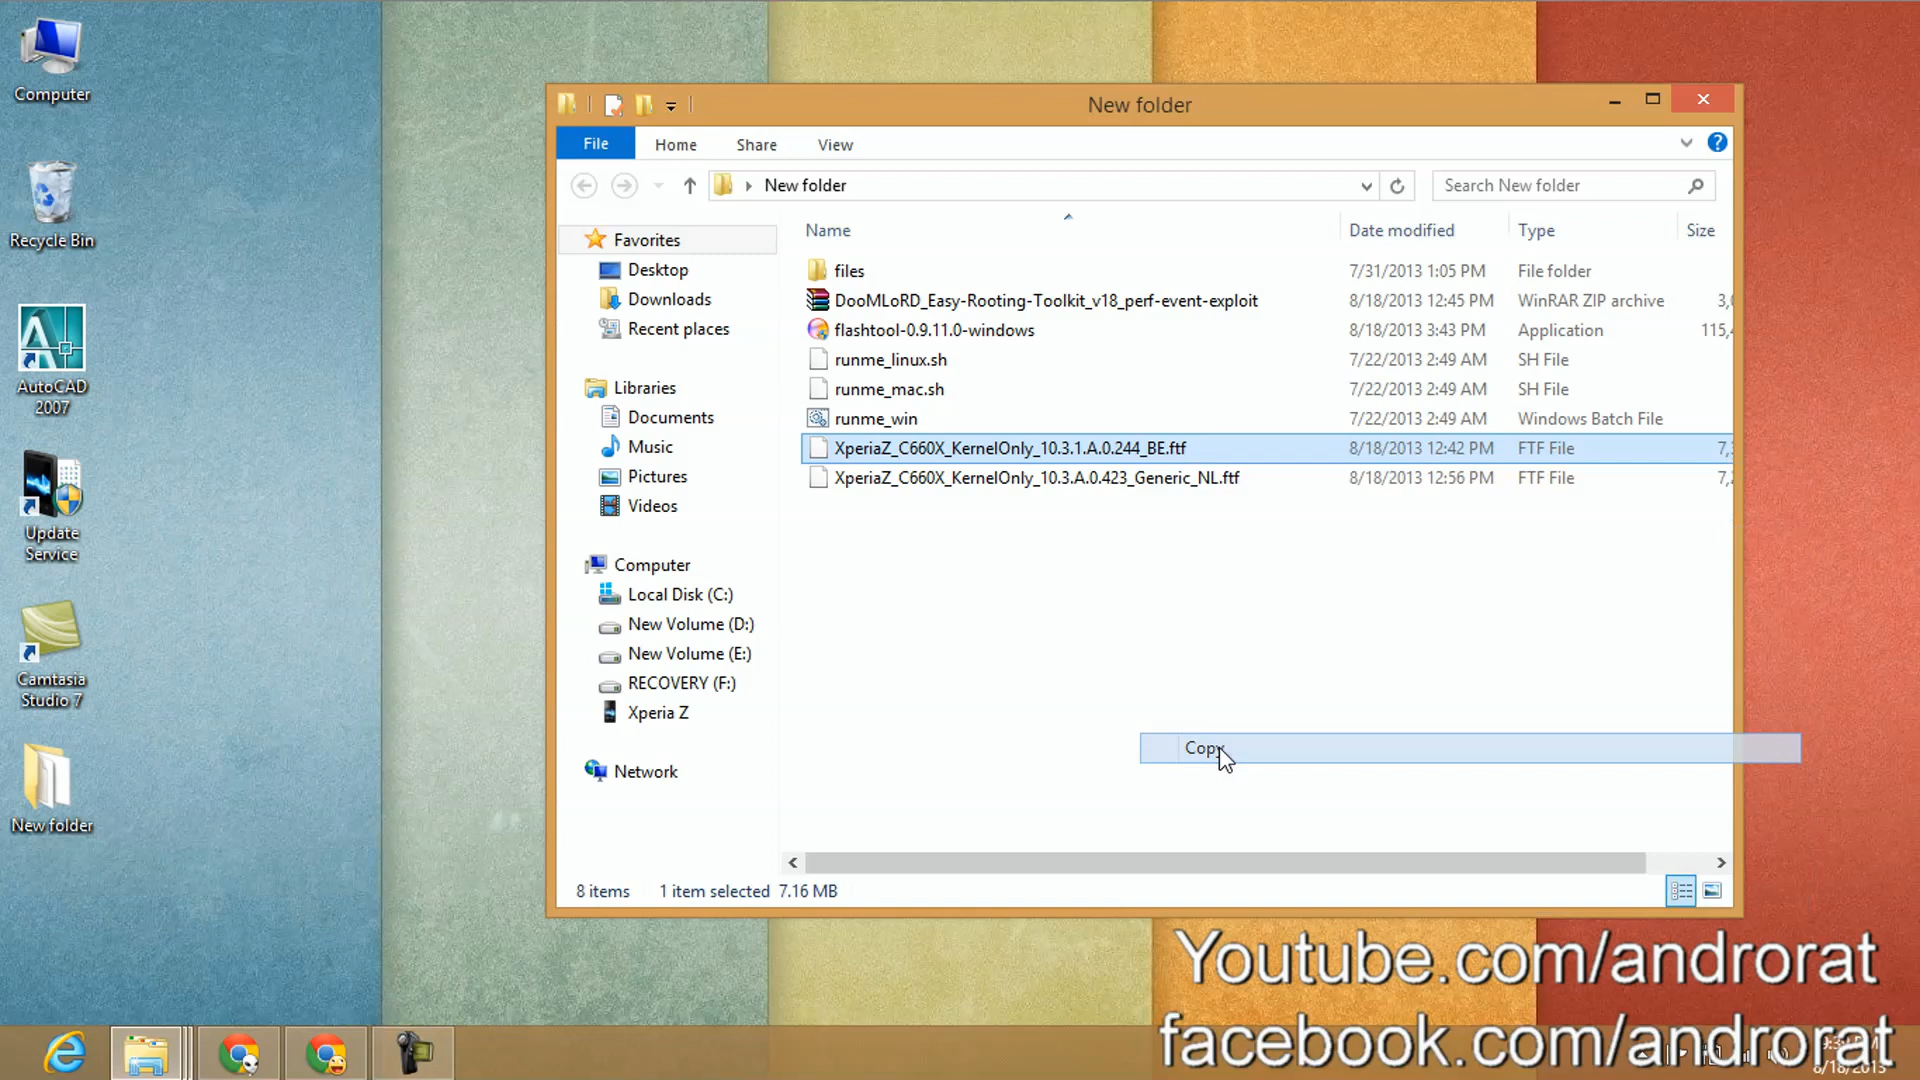 Computer
Recycle Bin
AutoCAD
2007
Update
Service
Camtasia
Studio 7
New folder
New folder
File
Home
Share
View
New folder
Search New folder
Favorites
Desktop
Downloads
Recent places
Libraries
Documents
Music
Pictures
Videos
Computer
Local Disk (C:)
New Volume (D:)
New Volume (E:)
RECOVERY (F:)
Xperia Z
Network
Name Date modified Type Size
files 7/31/2013 1:05 PM File folder
DooMLoRD_Easy-Rooting-Toolkit_v18_perf-event-exploit 8/18/2013 12:45 PM WinRAR ZIP archive 3,
flashtool-0.9.11.0-windows 8/18/2013 3:43 PM Application 115,
runme_linux.sh 7/22/2013 2:49 AM SH File
runme_mac.sh 7/22/2013 2:49 AM SH File
runme_win 7/22/2013 2:49 AM Windows Batch File
XperiaZ_C660X_KernelOnly_10.3.1.A.0.244_BE.ftf 8/18/2013 12:42 PM FTF File 7,
XperiaZ_C660X_KernelOnly_10.3.A.0.423_Generic_NL.ftf 8/18/2013 12:56 PM FTF File 7,
Copy
8 items 1 item selected 7.16 MB
Youtube.com/androrat
facebook.com/androrat
8/18/2013